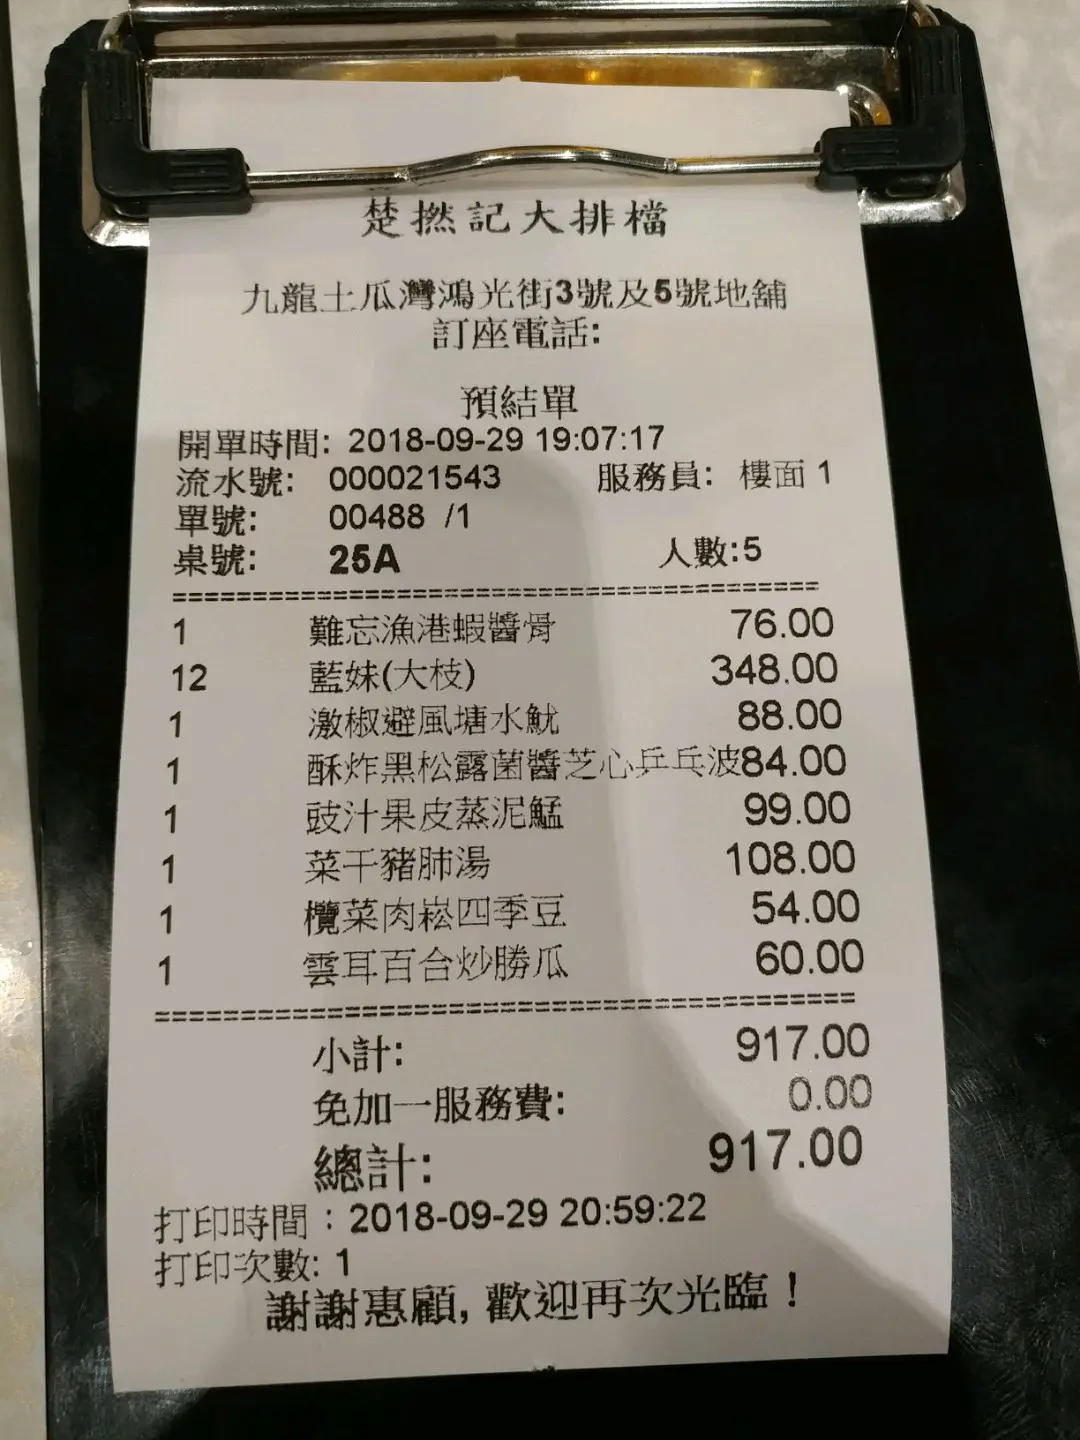 楚撚記大排檔
九龍土瓜灣鴻光街3號及5號地舖
訂座電話:
預結單
開單時間: 2018-09-29 19:07:17
流水號: 000021543 服務員: 樓面 1
單號: 00488 /1
桌號: 25A 人數:5
==========================================
1 難忘漁港蝦醬骨 76.00
12 藍妹(大枝) 348.00
1 激椒避風塘水魷 88.00
1 酥炸黑松露菌醬芝心乒乓波84.00
1 豉汁果皮蒸泥鯭 99.00
1 菜干豬肺湯 108.00
1 欖菜肉崧四季豆 54.00
1 雲耳百合炒勝瓜 60.00
==========================================
小計: 917.00
免加一服務費: 0.00
總計: 917.00
打印時間：2018-09-29 20:59:22
打印次數: 1
謝謝惠顧, 歡迎再次光臨！